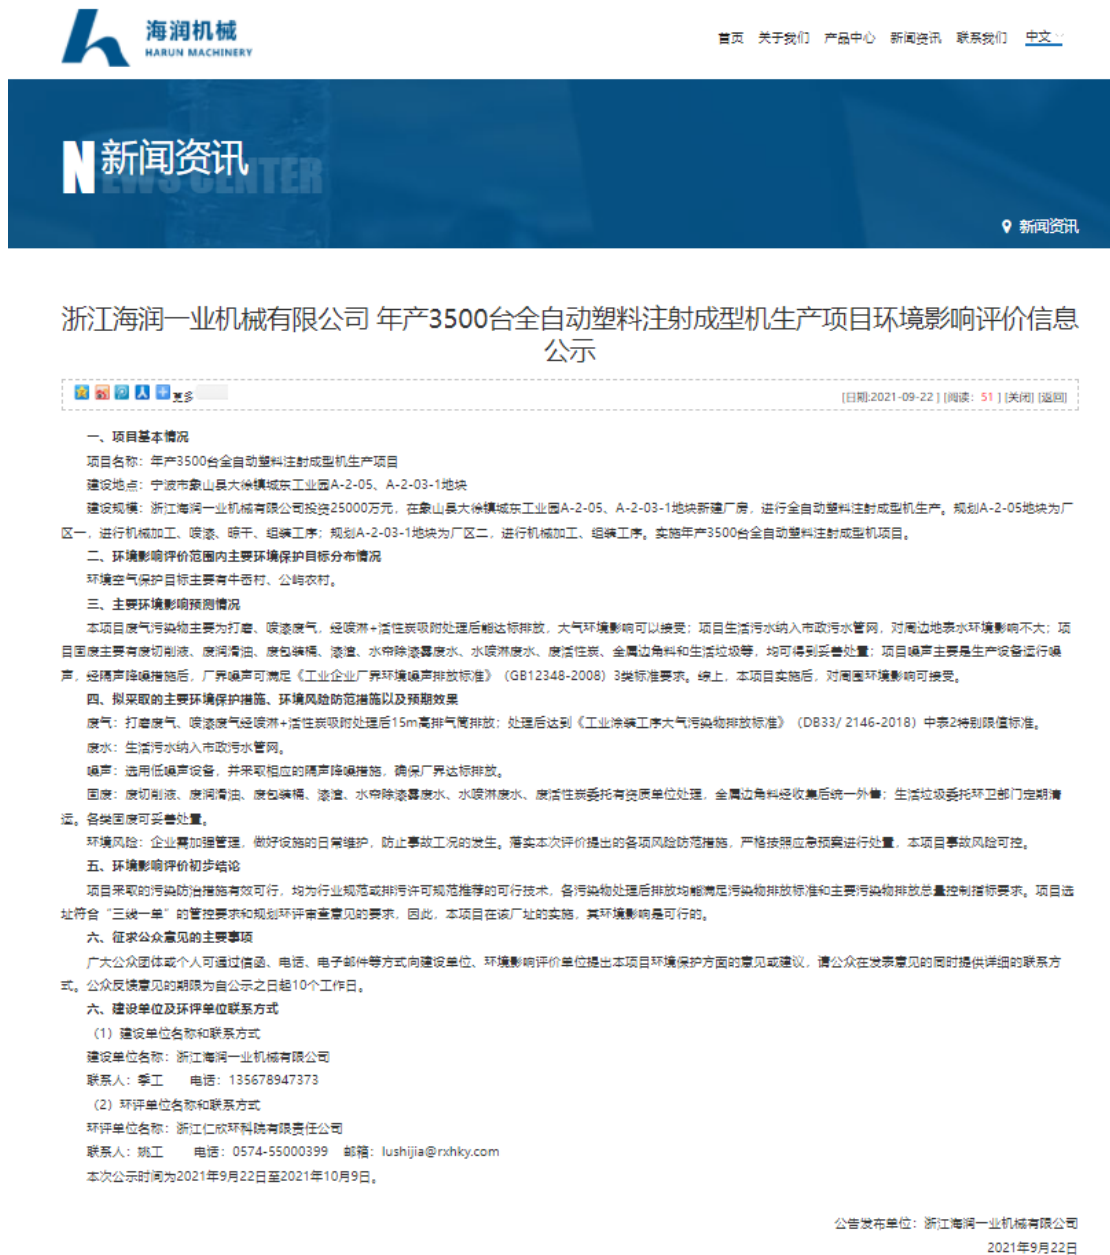 海润机械
HARUN MACHINERY
首页 关于我们 产品中心 新闻资讯 联系我们 中文
新闻资讯
NEWS CENTER
新闻资讯
浙江海润一业机械有限公司 年产3500台全自动塑料注射成型机生产项目环境影响评价信息
公示
更多
[日期:2021-09-22 ] [阅读: 51 ] [关闭] [返回]
一、项目基本情况
项目名称：年产3500台全自动塑料注射成型机生产项目
建设地点：宁波市象山县大徐镇城东工业园A-2-05、A-2-03-1地块
建设规模：浙江海润一业机械有限公司投资25000万元，在象山县大徐镇城东工业园A-2-05、A-2-03-1地块新建厂房，进行全自动塑料注射成型机生产。规划A-2-05地块为厂
区一，进行机械加工、喷漆、晾干、组装工序；规划A-2-03-1地块为厂区二，进行机械加工、组装工序。实施年产3500台全自动塑料注射成型机项目。
二、环境影响评价范围内主要环境保护目标分布情况
环境空气保护目标主要有牛岙村、公屿农村。
三、主要环境影响预测情况
本项目废气污染物主要为打磨、喷漆废气，经喷淋+活性炭吸附处理后能达标排放，大气环境影响可以接受；项目生活污水纳入市政污水管网，对周边地表水环境影响不大；项
目固废主要有废切削液、废润滑油、废包装桶、漆渣、水帘除漆雾废水、水喷淋废水、废活性炭、金属边角料和生活垃圾等，均可得到妥善处置；项目噪声主要是生产设备运行噪
声，经隔声降噪措施后，厂界噪声可满足《工业企业厂界环境噪声排放标准》（GB12348-2008）3类标准要求。综上，本项目实施后，对周围环境影响可接受。
四、拟采取的主要环境保护措施、环境风险防范措施以及预期效果
废气：打磨废气、喷漆废气经喷淋+活性炭吸附处理后15m高排气筒排放；处理后达到《工业涂装工序大气污染物排放标准》（DB33/ 2146-2018）中表2特别限值标准。
废水：生活污水纳入市政污水管网。
噪声：选用低噪声设备，并采取相应的隔声降噪措施，确保厂界达标排放。
固废：废切削液、废润滑油、废包装桶、漆渣、水帘除漆雾废水、水喷淋废水、废活性炭委托有资质单位处理，金属边角料经收集后统一外售；生活垃圾委托环卫部门定期清
运。各类固废可妥善处置。
环境风险：企业需加强管理，做好设施的日常维护，防止事故工况的发生。落实本次评价提出的各项风险防范措施，严格按照应急预案进行处置，本项目事故风险可控。
五、环境影响评价初步结论
项目采取的污染防治措施有效可行，均为行业规范或排污许可规范推荐的可行技术，各污染物处理后排放均能满足污染物排放标准和主要污染物排放总量控制指标要求。项目选
址符合“三线一单”的管控要求和规划环评审查意见的要求，因此，本项目在该厂址的实施，其环境影响是可行的。
六、征求公众意见的主要事项
广大公众团体或个人可通过信函、电话、电子邮件等方式向建设单位、环境影响评价单位提出本项目环境保护方面的意见或建议，请公众在发表意见的同时提供详细的联系方
式。公众反馈意见的期限为自公示之日起10个工作日。
六、建设单位及环评单位联系方式
（1）建设单位名称和联系方式
建设单位名称：浙江海润一业机械有限公司
联系人：季工 电话：135678947373
（2）环评单位名称和联系方式
环评单位名称：浙江仁欣环科院有限责任公司
联系人：姚工 电话：0574-55000399 邮箱：lushijia@rxhky.com
本次公示时间为2021年9月22日至2021年10月9日。
公告发布单位：浙江海润一业机械有限公司
2021年9月22日